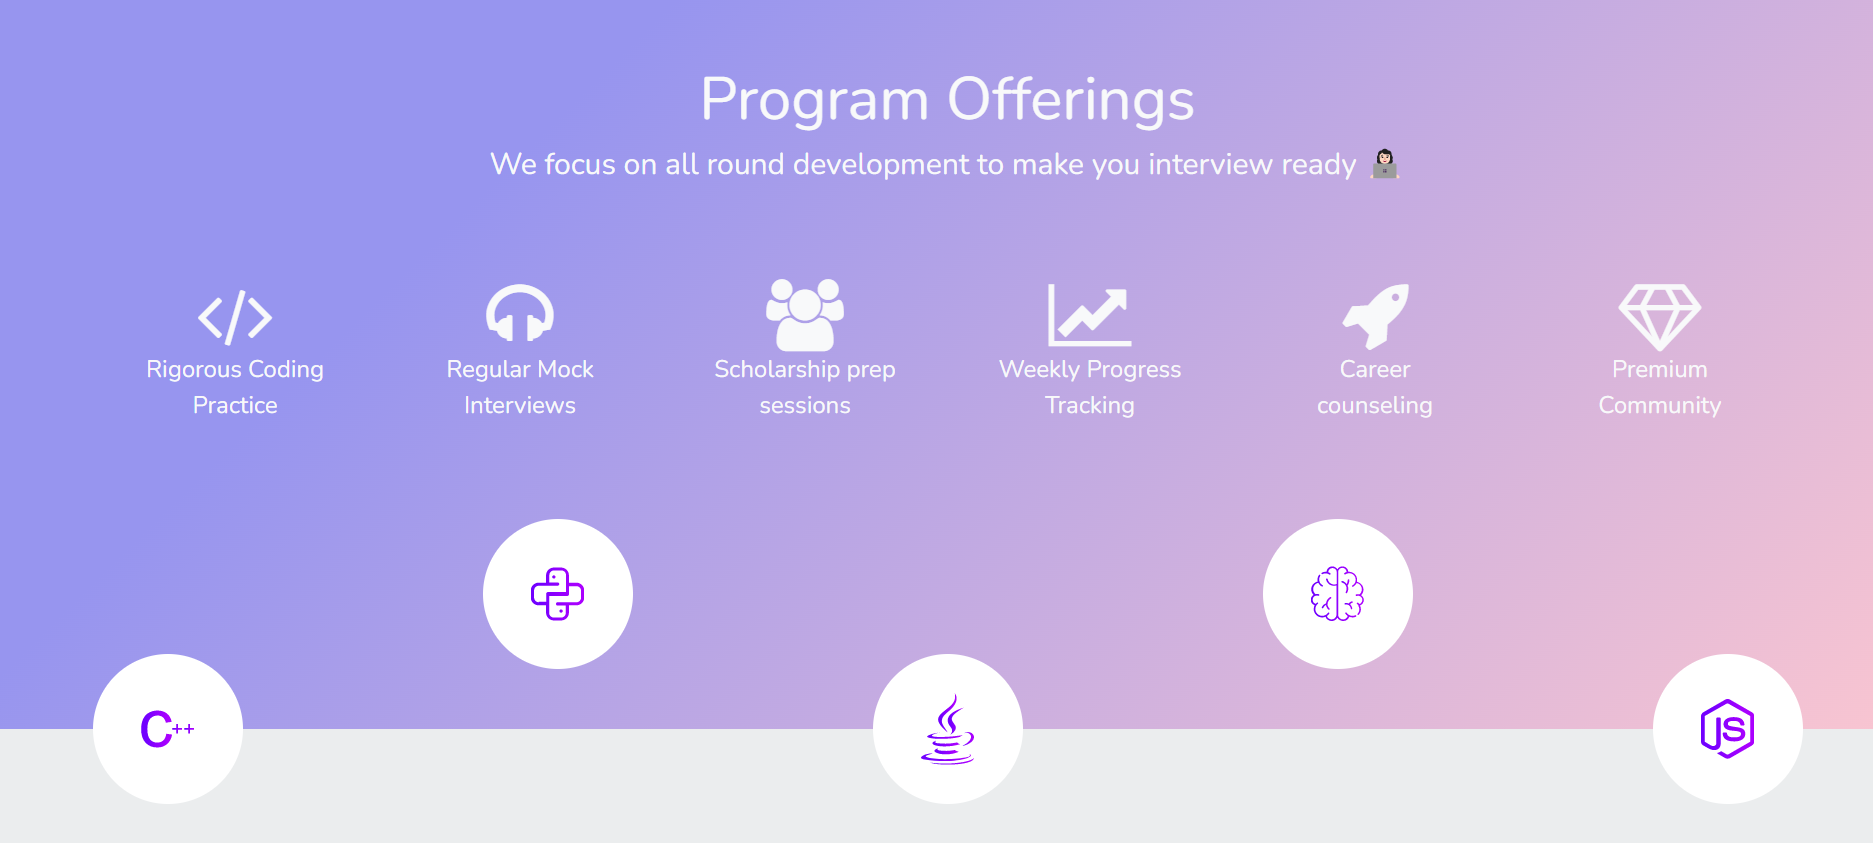 Program Offerings
We focus on all round development to make you interview ready 👩🏻‍💻
Rigorous Coding
Practice
Regular Mock
Interviews
Scholarship prep
sessions
Weekly Progress
Tracking
Career
counseling
Premium
Community
C++
JS